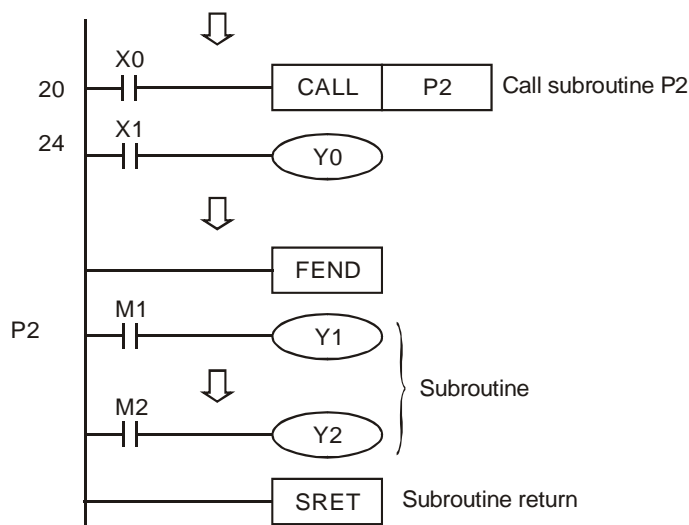 X0
20 CALL P2 Call subroutine P2
X1
24 Y0
FEND
M1
P2 Y1
Subroutine
M2
Y2
SRET Subroutine return